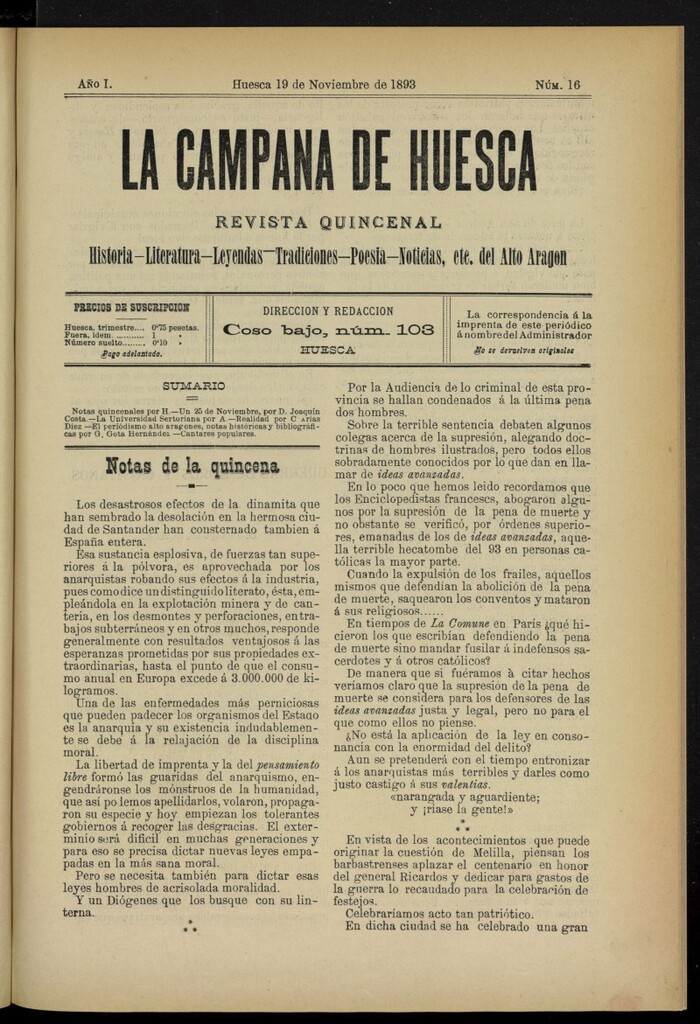 AÑO I.
Huesca 19 de Noviembre de 1893
NÚM. 16
LA CAMPANA DE HUESCA
REVISTA QUINCENAL
Historia—Literatura—Leyendas—Tradiciones—Poesía—Noticias, etc. del Alto Aragon
PRECIOS DE SUSCRIPCION
Huesca, trimestre.... 0'75 pesetas.
Fuera, idem........... 1 »
Número suelto....... 0'10 »
Pago adelantado.
DIRECCION Y REDACCION
Coso bajo, núm. 103
HUESCA
La correspondencia á la
imprenta de este periódico
á nombre del Administrador
No se devuelven originales
SUMARIO
Notas quincenales por H.—Un 25 de Noviembre, por D. Joaquín
Costa.—La Universidad Sertoriana por A.—Realidad por C arias
Diez—El periódismo alto aragones, notas históricas y bibliográfi-
cas por G. Gota Hernández.—Cantares populares.
Notas de la quincena
Los desastrosos efectos de la dinamita que
han sembrado la desolación en la hermosa ciu-
dad de Santander han consternado tambien á
España entera.
Esa sustancia esplosiva, de fuerzas tan supe-
riores á la pólvora, es aprovechada por los
anarquistas robando sus efectos á la industria,
pues como dice un distinguido literato, ésta, em-
pleándola en la explotación minera y de can-
tería, en los desmontes y perforaciones, en tra-
bajos subterráneos y en otros muchos, responde
generalmente con resultados ventajosos á las
esperanzas prometidas por sus propiedades ex-
traordinarias, hasta el punto de que el consu-
mo anual en Europa excede á 3.000.000 de ki-
logramos.
Una de las enfermedades mas perniciosas
que pueden padecer los organismos del Estado
es la anarquía y su existencia indudablemen-
te se debe á la relajación de la disciplina
moral.
La libertad de imprenta y la del pensamiento
libre formó las guaridas del anarquismo, en-
gendráronse los mónstruos de la humanidad,
que así po lemos apellidarlos, volaron, propaga-
ron su especie y hoy empiezan los tolerantes
gobiernos á recoger las desgracias. El exter-
minio será dificil en muchas generaciones y
para eso se precisa dictar nuevas leyes empa-
padas en la más sana moral.
Pero se necesita también para dictar esas
leyes hombres de acrisolada moralidad.
Y un Diógenes que los busque con su lin-
terna.
Por la Audiencia de lo criminal de esta pro-
vincia se hallan condenados á la última pena
dos hombres.
Sobre la terrible sentencia debaten algunos
colegas acerca de la supresión, alegando doc-
trinas de hombres ilustrados, pero todos ellos
sobradamente conocidos por lo que dan en lla-
mar de ideas avanzadas.
En lo poco que hemos leido recordamos que
los Enciclopedistas francescs, abogaron algu-
nos por la supresión de la pena de muerte y
no obstante se verificó, por órdenes superio-
res, emanadas de los de ideas avanzadas, aque-
lla terrible hecatombe del 93 en personas ca-
tólicas la mayor parte.
Cuando la expulsión de los frailes, aquellos
mismos que defendian la abolición de la pena
de muerte, saquearon los conventos y mataron
á sus religiosos......
En tiempos de La Comune en París ¿qué hi-
cieron los que escribían defendiendo la pena
de muerte sino mandar fusilar á indefensos sa-
cerdotes y á otros católicos?
De manera que si fuéramos á citar hechos
veriamos claro que la supresión de la pena de
muerte se considera para los defensores de las
ideas avanzadas justa y legal, pero no para el
que como ellos no piense.
¿No está la aplicación de la ley en conso-
nancia con la enormidad del delito?
Aun se pretenderá con el tiempo entronizar
á los anarquistas más terribles y darles como
justo castigo á sus valentías.
«narangada y aguardiente;
y ¡ríase la gente!»
En vista de los acontecimientos que puede
originar la cuestión de Melilla, piensan los
barbastrenses aplazar el centenario en honor
del general Ricardos y dedicar para gastos de
la guerra lo recaudado para la celebración de
festejos.
Celebraríamos acto tan patriótico.
En dicha ciudad se ha celebrado una gran